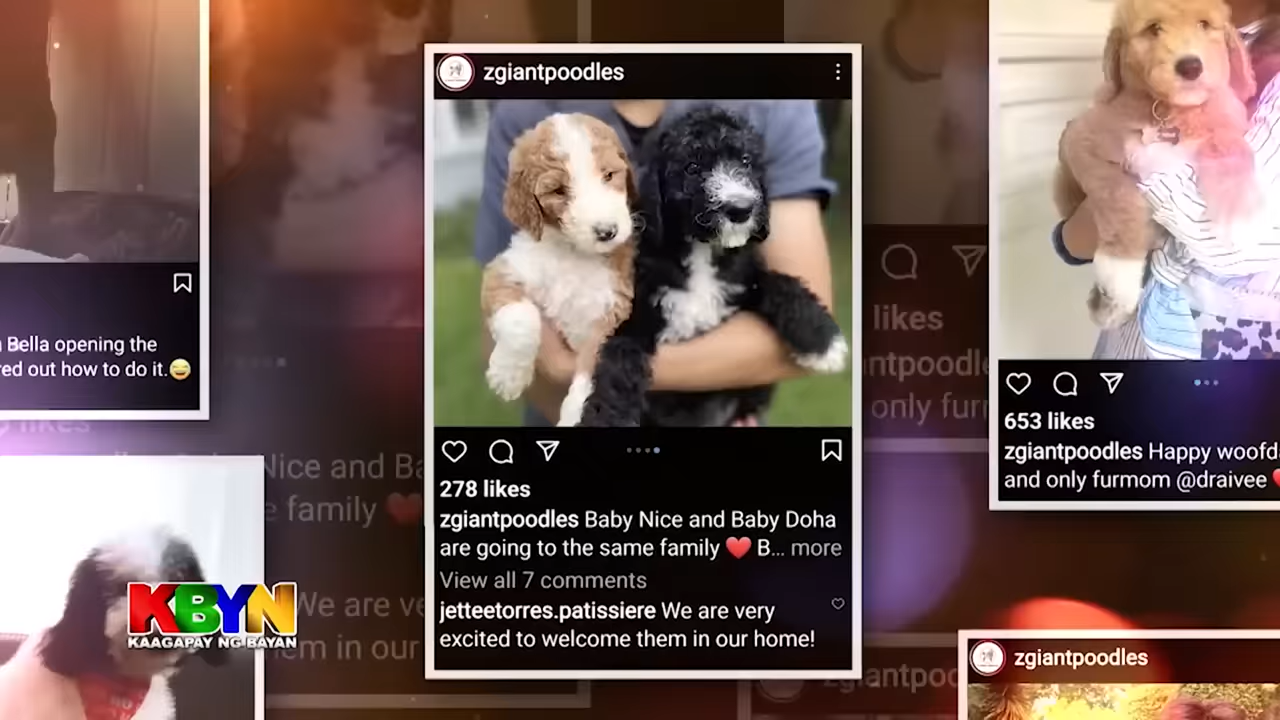 zgiantpoodles
278 likes
zgiantpoodles Baby Nice and Baby Doha
are going to the same family ❤️ B... more
View all 7 comments
jetteetorres.patissiere We are very
excited to welcome them in our home!
Bella opening the
red out how to do it.😅
653 likes
zgiantpoodles Happy woofda
and only furmom @draivee ❤️
zgiantpoodles
likes
only furr
Nice and Ba
e family ❤️
We are ve
em in our
KBYN
KAAGAPAY NG BAYAN